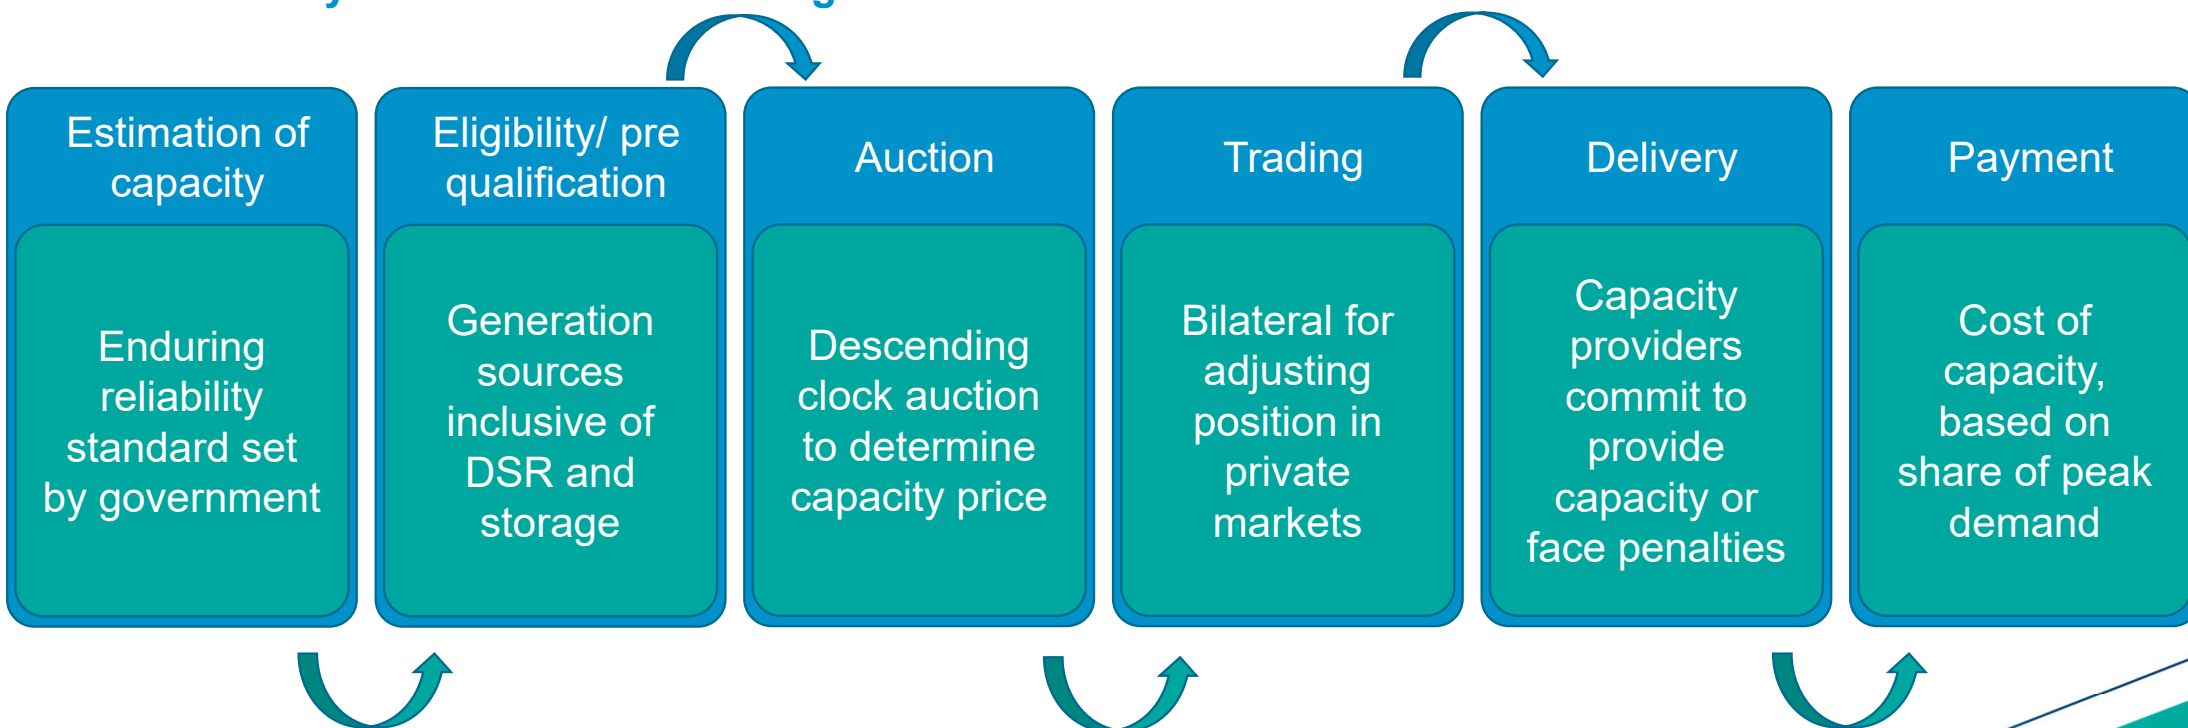 Estimation of
capacity
Enduring
reliability
standard set
by government
Eligibility/ pre
qualification
Generation
sources
inclusive of
DSR and
storage
Auction
Descending
clock auction
to determine
capacity price
Trading
Bilateral for
adjusting
position in
private
markets
Delivery
Capacity
providers
commit to
provide
capacity or
face penalties
Payment
Cost of
capacity,
based on
share of peak
demand